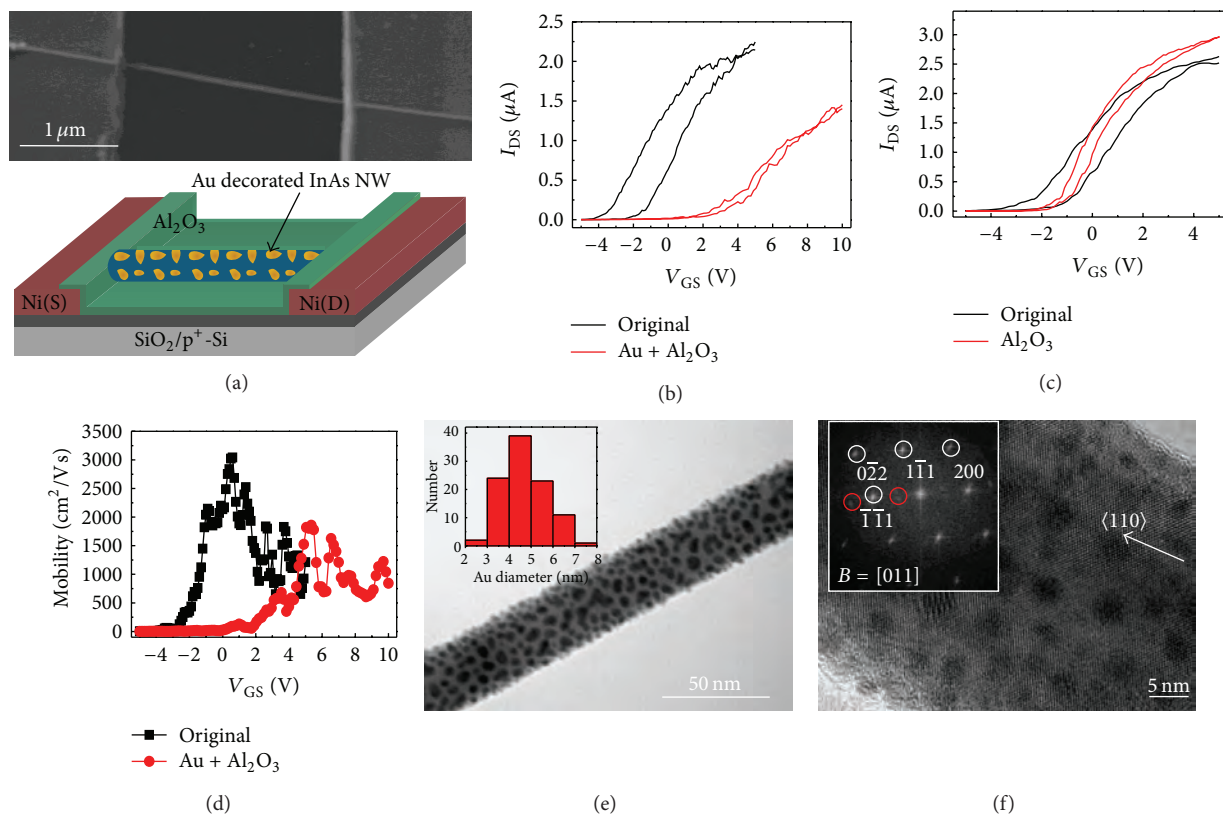 1 μm
Au decorated InAs NW
Al₂O₃
Ni(S)
Ni(D)
SiO₂/p⁺-Si
(a)
I_DS (μA)
2.5
2.0
1.5
1.0
0.5
0.0
−4 −2 0 2 4 6 8 10
V_GS (V)
Original
Au + Al₂O₃
(b)
I_DS (μA)
3.0
2.5
2.0
1.5
1.0
0.5
0.0
−4 −2 0 2 4
V_GS (V)
Original
Al₂O₃
(c)
Mobility (cm²/V s)
3500
3000
2500
2000
1500
1000
500
0
−4 −2 0 2 4 6 8 10
V_GS (V)
Original
Au + Al₂O₃
(d)
Number
40
30
20
10
0
2 3 4 5 6 7 8
Au diameter (nm)
50 nm
(e)
02̅2̅ 11̅1 200
1̅1̅1
B = [011]
⟨110⟩
5 nm
(f)